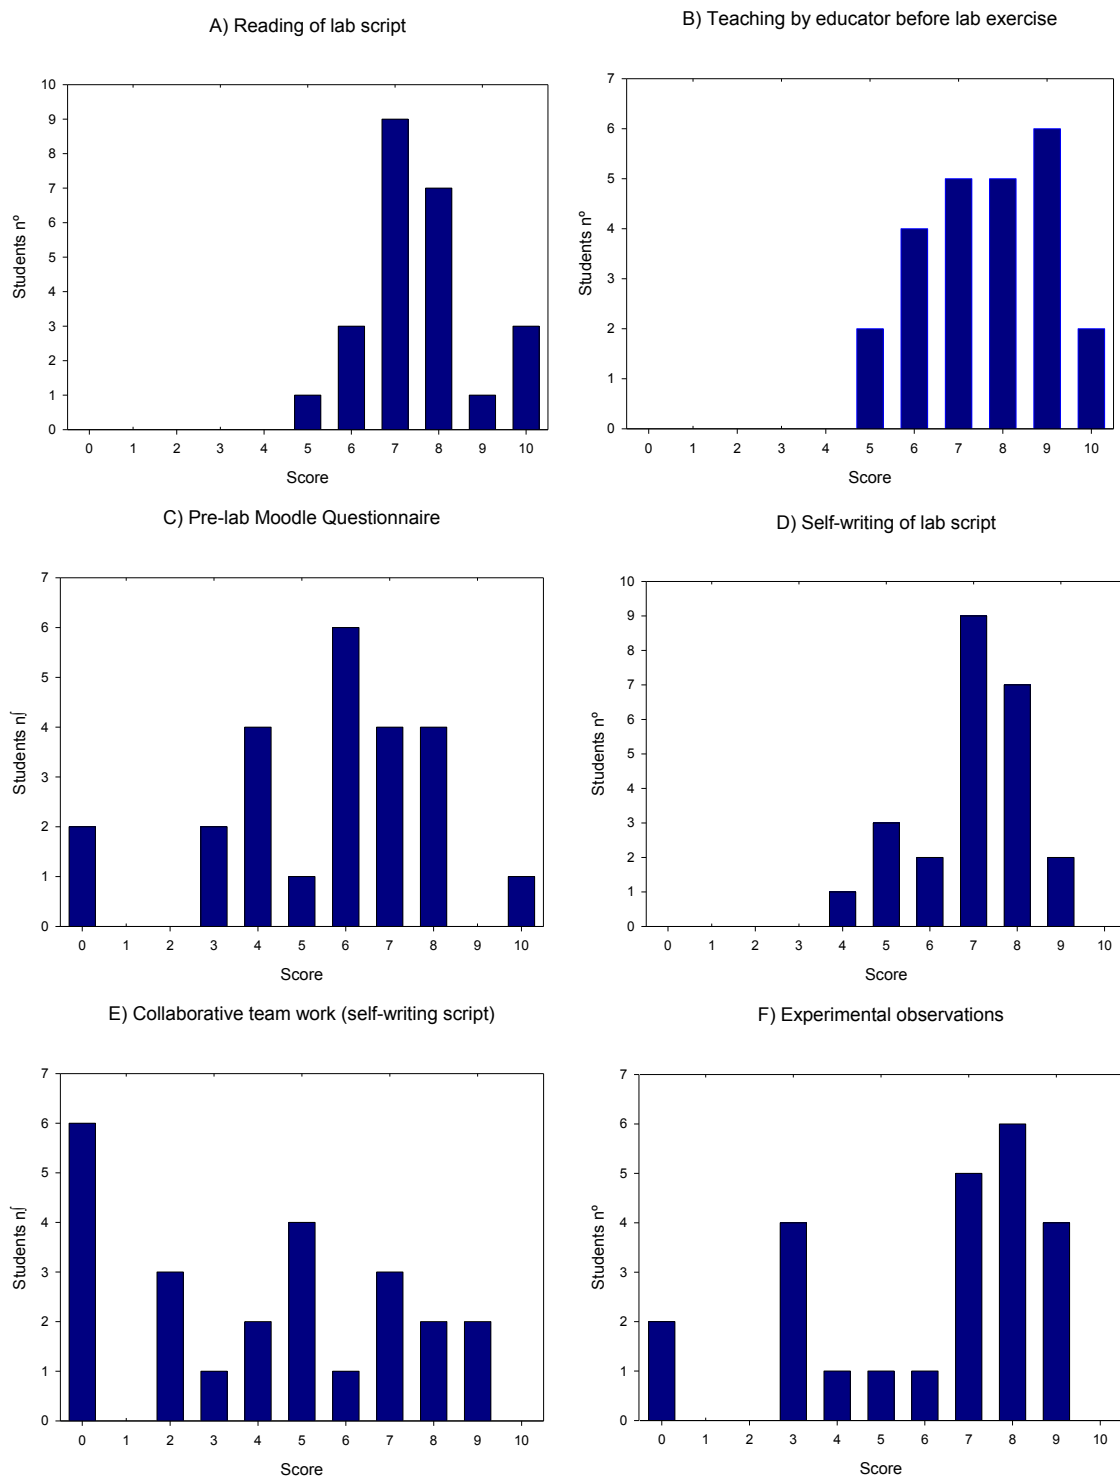 A) Reading of lab script
10
9
8
7
6
5
4
3
2
1
0
Students nº
0 1 2 3 4 5 6 7 8 9 10
Score
B) Teaching by educator before lab exercise
7
6
5
4
3
2
1
0
Students nº
0 1 2 3 4 5 6 7 8 9 10
Score
C) Pre-lab Moodle Questionnaire
7
6
5
4
3
2
1
0
Students n∫
0 1 2 3 4 5 6 7 8 9 10
Score
D) Self-writing of lab script
10
9
8
7
6
5
4
3
2
1
0
Students nº
0 1 2 3 4 5 6 7 8 9 10
Score
E) Collaborative team work (self-writing script)
7
6
5
4
3
2
1
0
Students n∫
0 1 2 3 4 5 6 7 8 9 10
Score
F) Experimental observations
7
6
5
4
3
2
1
0
Students nº
0 1 2 3 4 5 6 7 8 9 10
Score